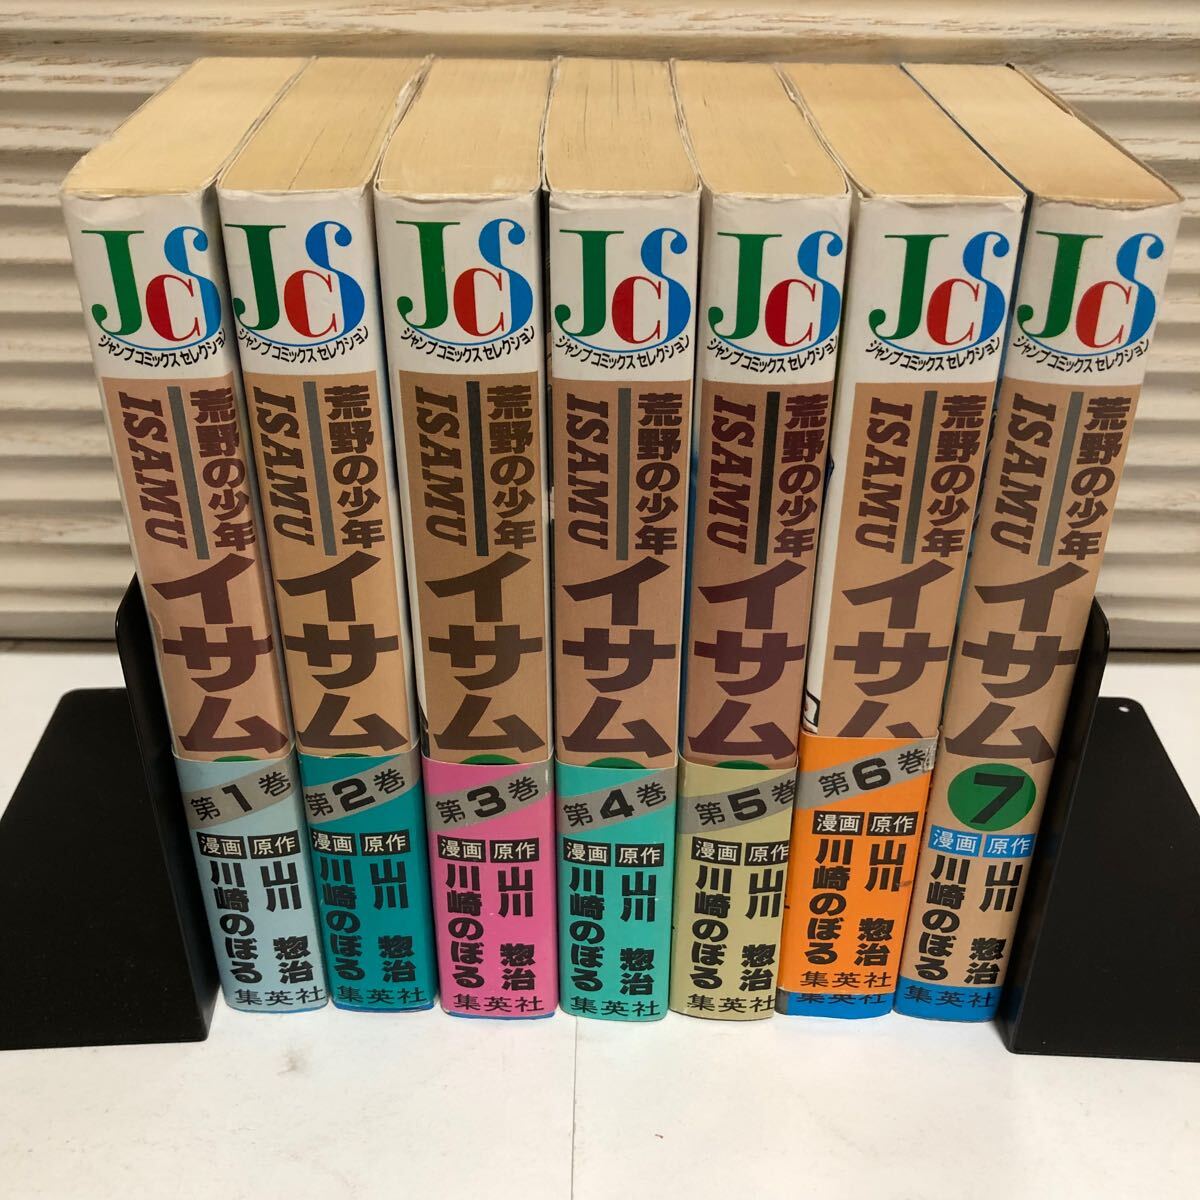 JCS
ジャンプコミックス セレクション
荒野の少年
ISAMU
イサム
第1巻
原作 山川 惣治
漫画 川崎のぼる
集英社
JCS
ジャンプコミックス セレクション
荒野の少年
ISAMU
イサム
第2巻
原作 山川 惣治
漫画 川崎のぼる
集英社
JCS
ジャンプコミックス セレクション
荒野の少年
ISAMU
イサム
第3巻
原作 山川 惣治
漫画 川崎のぼる
集英社
JCS
ジャンプコミックス セレクション
荒野の少年
ISAMU
イサム
第4巻
原作 山川 惣治
漫画 川崎のぼる
集英社
JCS
ジャンプコミックス セレクション
荒野の少年
ISAMU
イサム
第5巻
原作 山川 惣治
漫画 川崎のぼる
集英社
JCS
ジャンプコミックス セレクション
荒野の少年
ISAMU
イサム
第6巻
原作 山川 惣治
漫画 川崎のぼる
集英社
JCS
ジャンプコミックス セレクション
荒野の少年
ISAMU
イサム
7
原作 山川 惣治
漫画 川崎のぼる
集英社